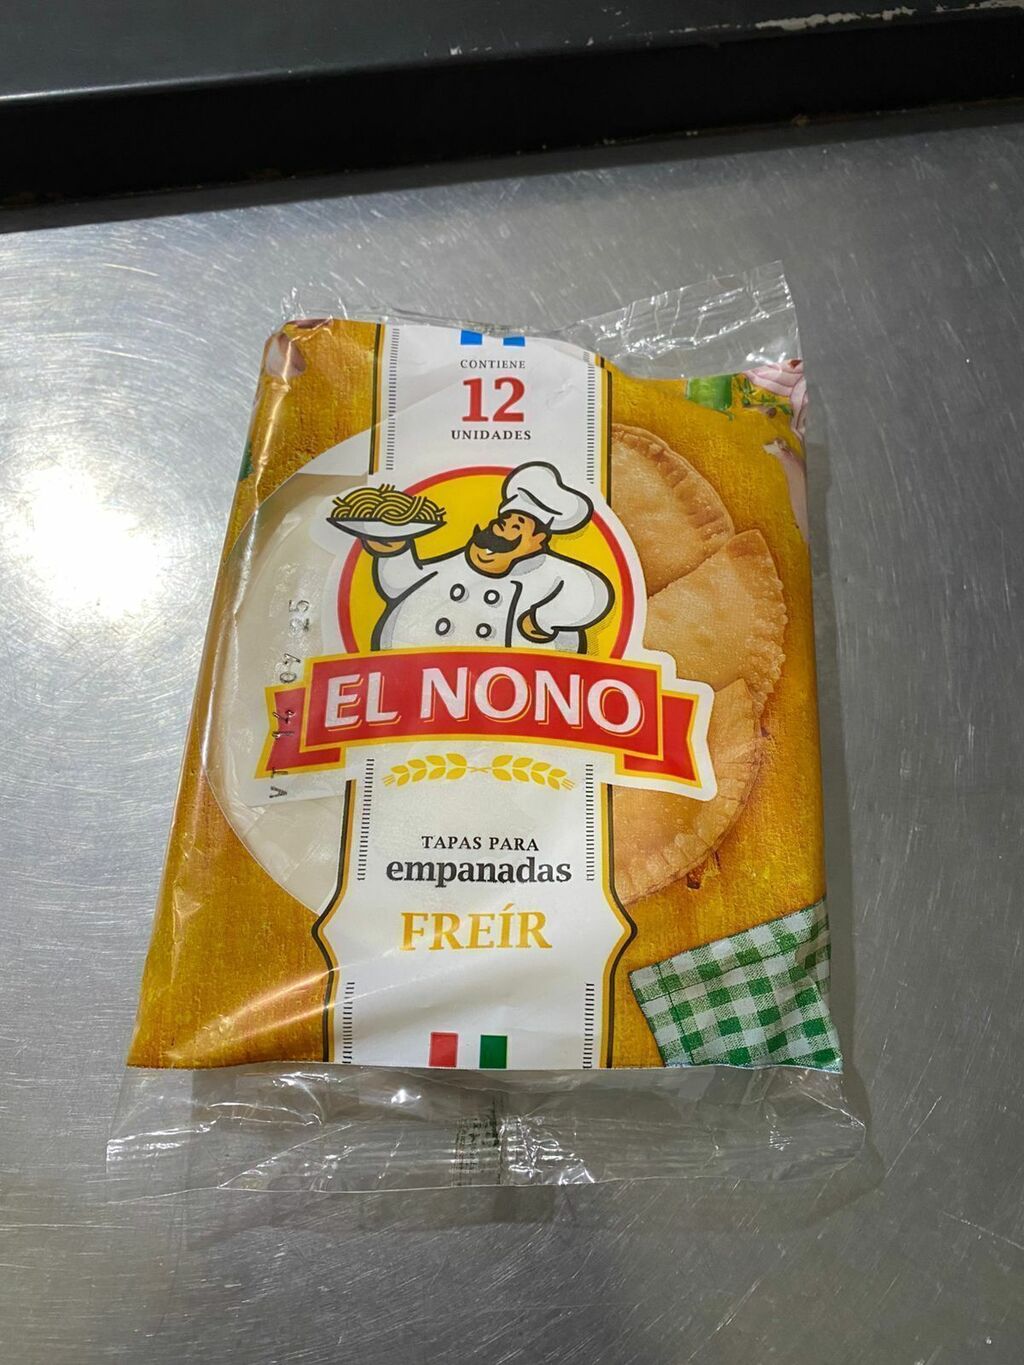 CONTIENE
12
UNIDADES
EL NONO
TAPAS PARA
empanadas
FREÍR